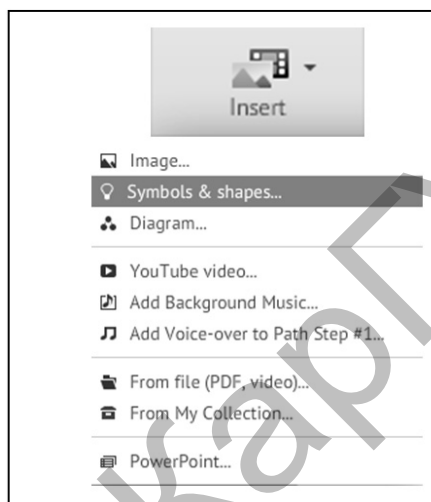 Insert
Image...
Symbols & shapes...
Diagram...
YouTube video...
Add Background Music...
Add Voice-over to Path Step #1...
From file (PDF, video)...
From My Collection...
PowerPoint...